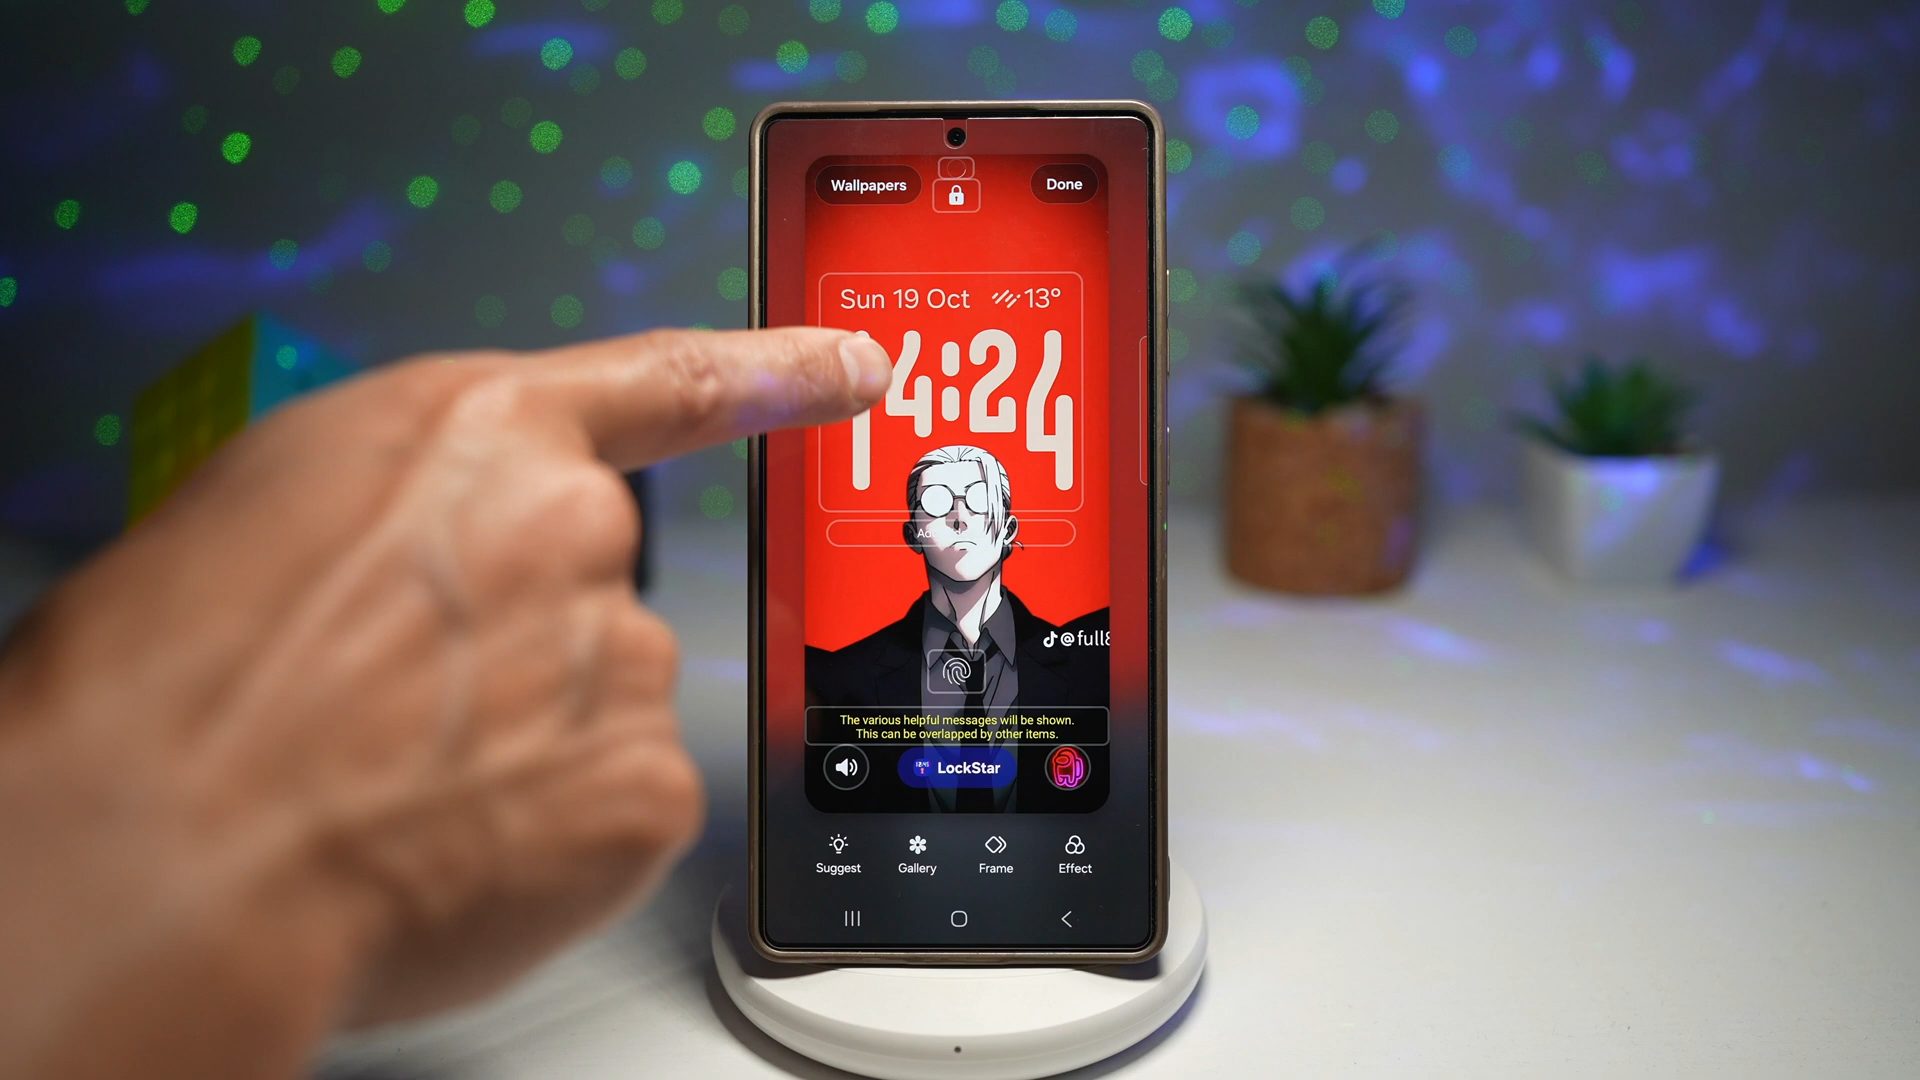 Wallpapers
Done
Sun 19 Oct 13°
14:24
The various helpful messages will be shown.
This can be overlapped by other items.
@full8
LockStar
Suggest
Gallery
Frame
Effect